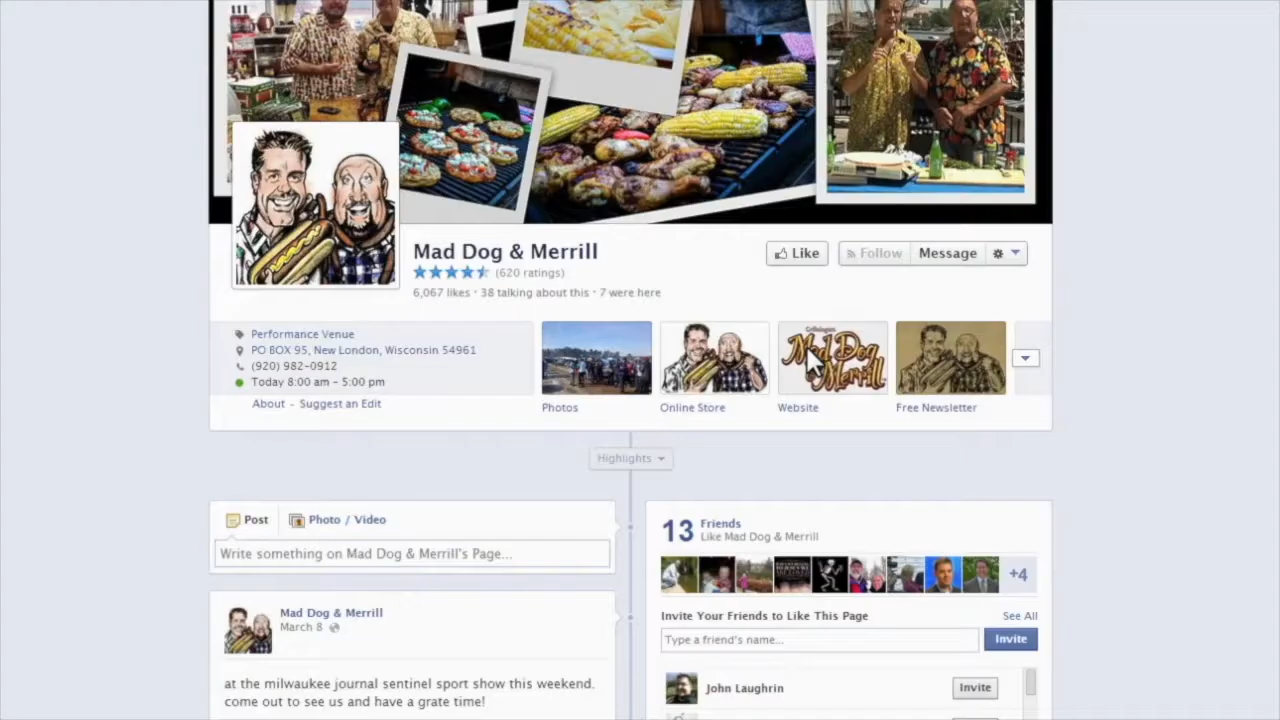 Mad Dog & Merrill
(620 ratings)
6,067 likes · 38 talking about this · 7 were here
Like
Follow
Message
Performance Venue
PO BOX 95, New London, Wisconsin 54961
(920) 982-0912
Today 8:00 am - 5:00 pm
About - Suggest an Edit
Mad Dog
Merrill
Photos
Online Store
Website
Free Newsletter
Highlights
Post
Photo / Video
Write something on Mad Dog & Merrill's Page...
Mad Dog & Merrill
March 8
at the milwaukee journal sentinel sport show this weekend.
come out to see us and have a grate time!
13
Friends
Like Mad Dog & Merrill
+4
Invite Your Friends to Like This Page
See All
Type a friend's name...
Invite
John Laughrin
Invite